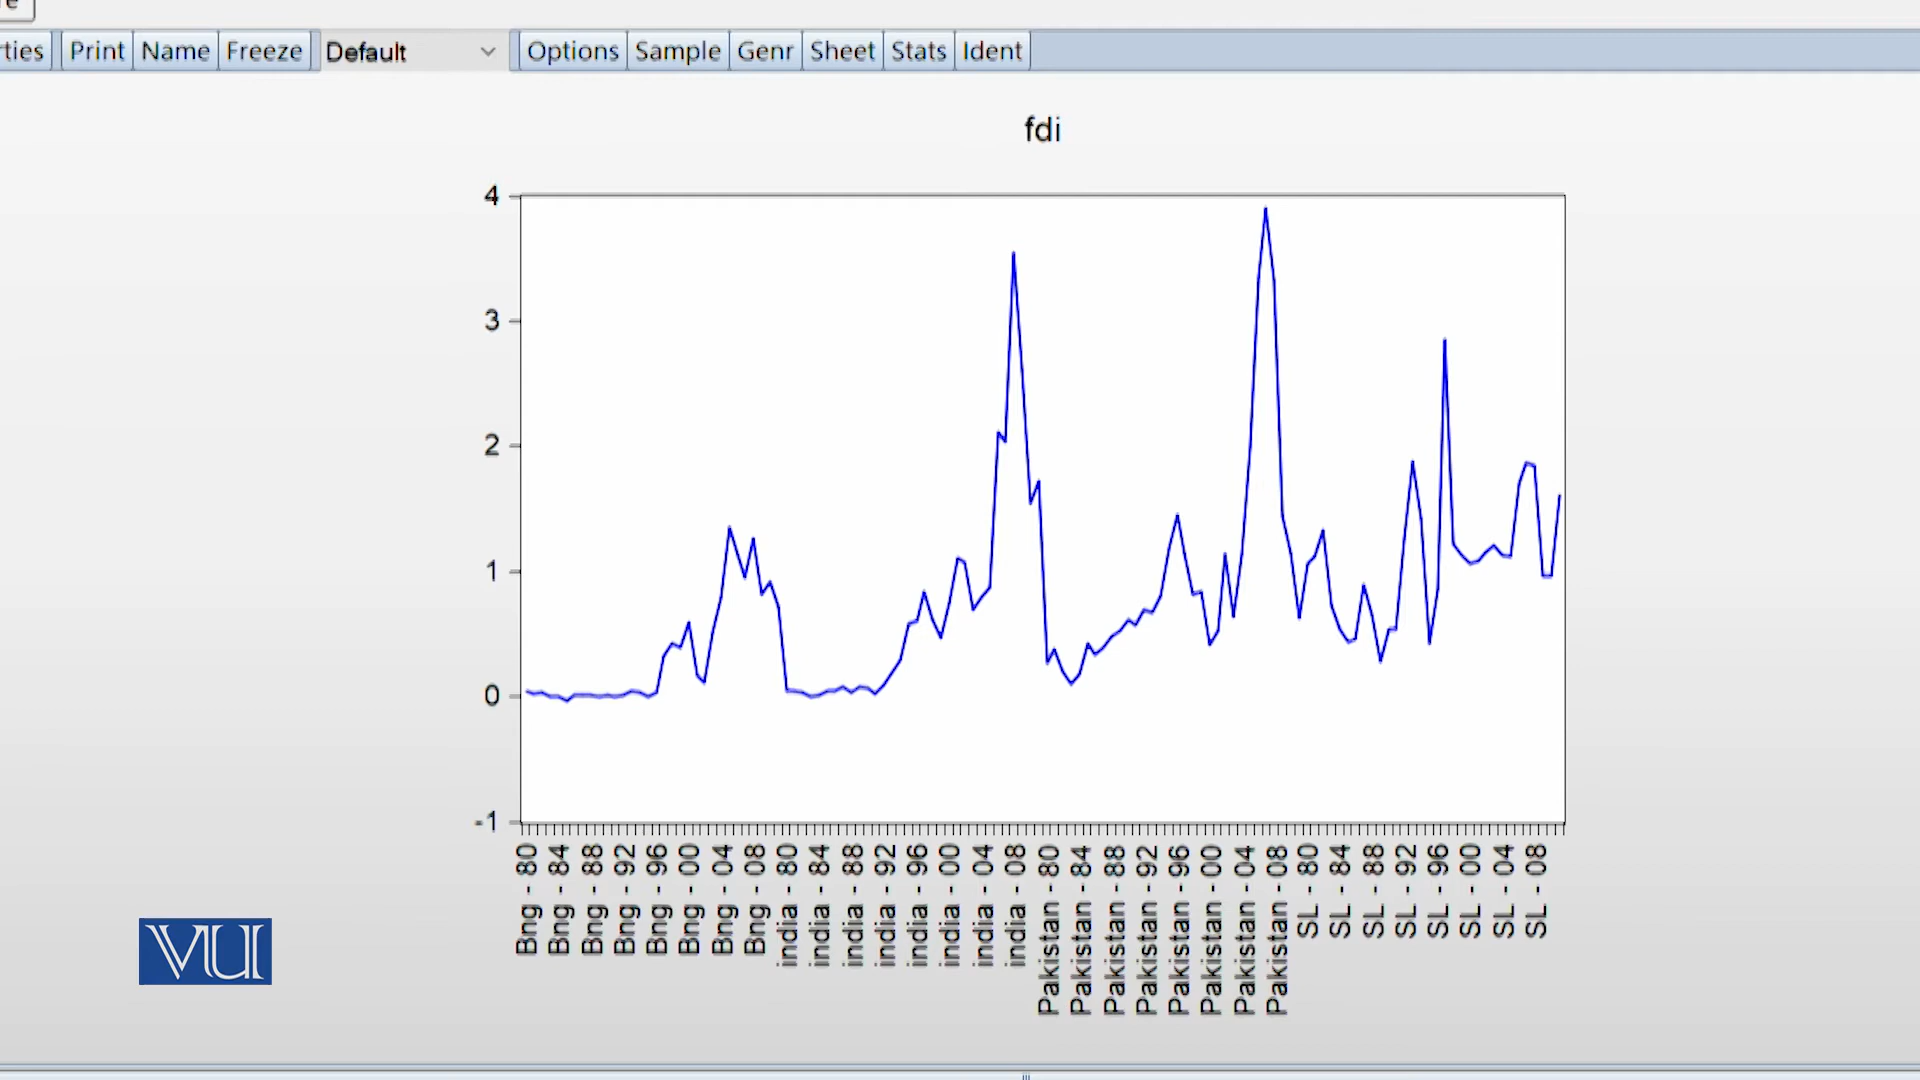 Print Name Freeze Default Options Sample Genr Sheet Stats Ident
fdi
4
3
2
1
0
-1
Bng - 80
Bng - 84
Bng - 88
Bng - 92
Bng - 96
Bng - 00
Bng - 04
Bng - 08
india - 80
india - 84
india - 88
india - 92
india - 96
india - 00
india - 04
india - 08
Pakistan - 80
Pakistan - 84
Pakistan - 88
Pakistan - 92
Pakistan - 96
Pakistan - 00
Pakistan - 04
Pakistan - 08
SL - 80
SL - 84
SL - 88
SL - 92
SL - 96
SL - 00
SL - 04
SL - 08
VU